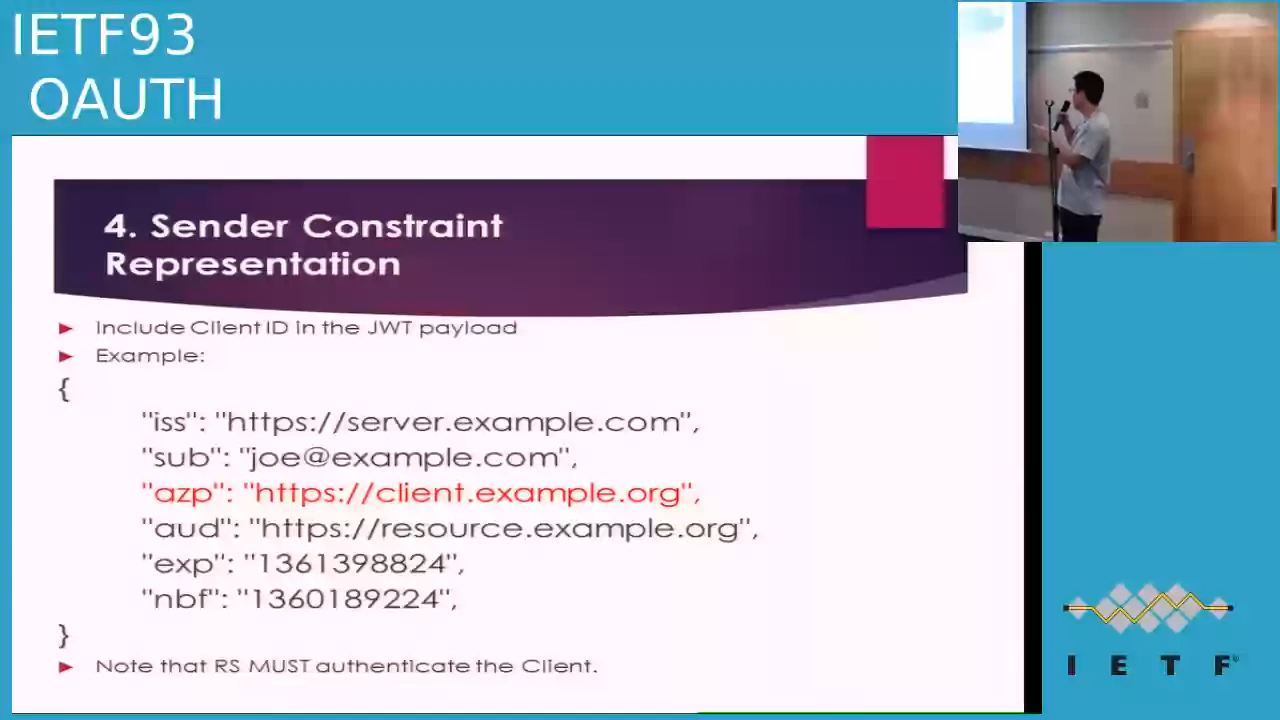 IETF93
OAUTH
4. Sender Constraint
Representation
Include Client ID in the JWT payload
Example:
{
"iss": "https://server.example.com",
"sub": "joe@example.com",
"azp": "https://client.example.org",
"aud": "https://resource.example.org",
"exp": "1361398824",
"nbf": "1360189224",
}
Note that RS MUST authenticate the Client.
I E T F®